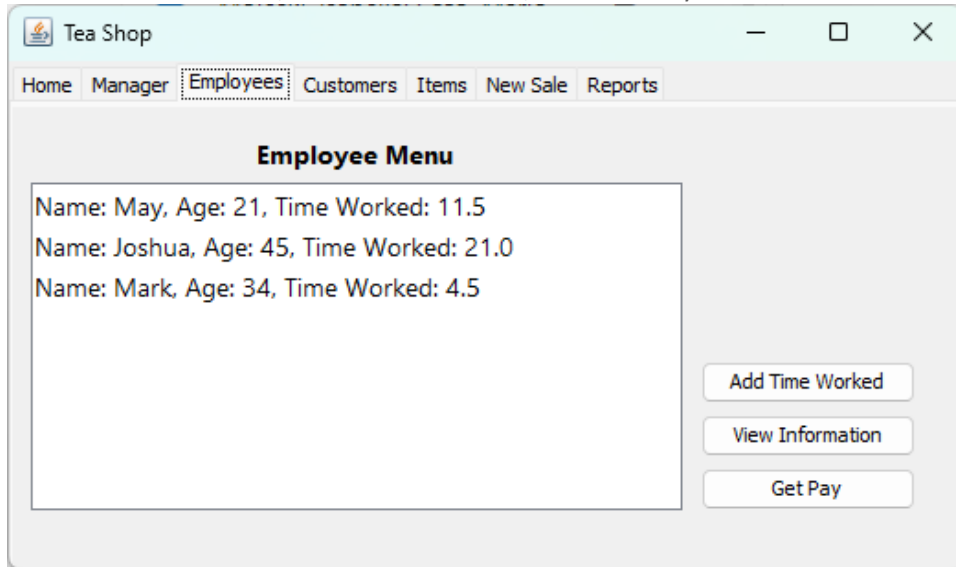 Tea Shop
Home Manager Employees Customers Items New Sale Reports
Employee Menu
Name: May, Age: 21, Time Worked: 11.5
Name: Joshua, Age: 45, Time Worked: 21.0
Name: Mark, Age: 34, Time Worked: 4.5
Add Time Worked
View Information
Get Pay